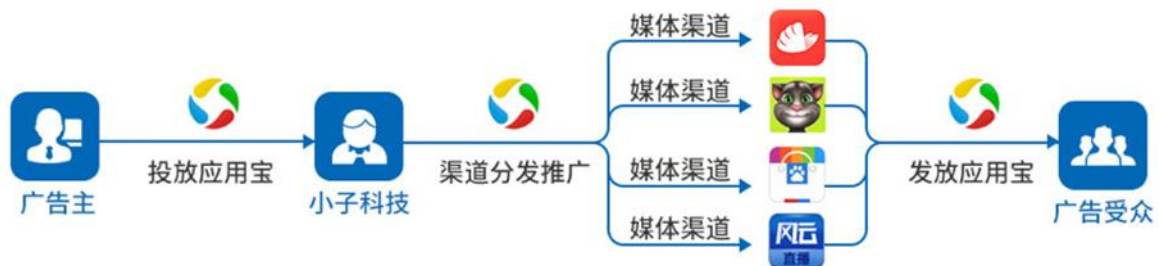 广告主
投放应用宝
小子科技
渠道分发推广
媒体渠道
媒体渠道
媒体渠道
媒体渠道
风云
直播
发放应用宝
广告受众